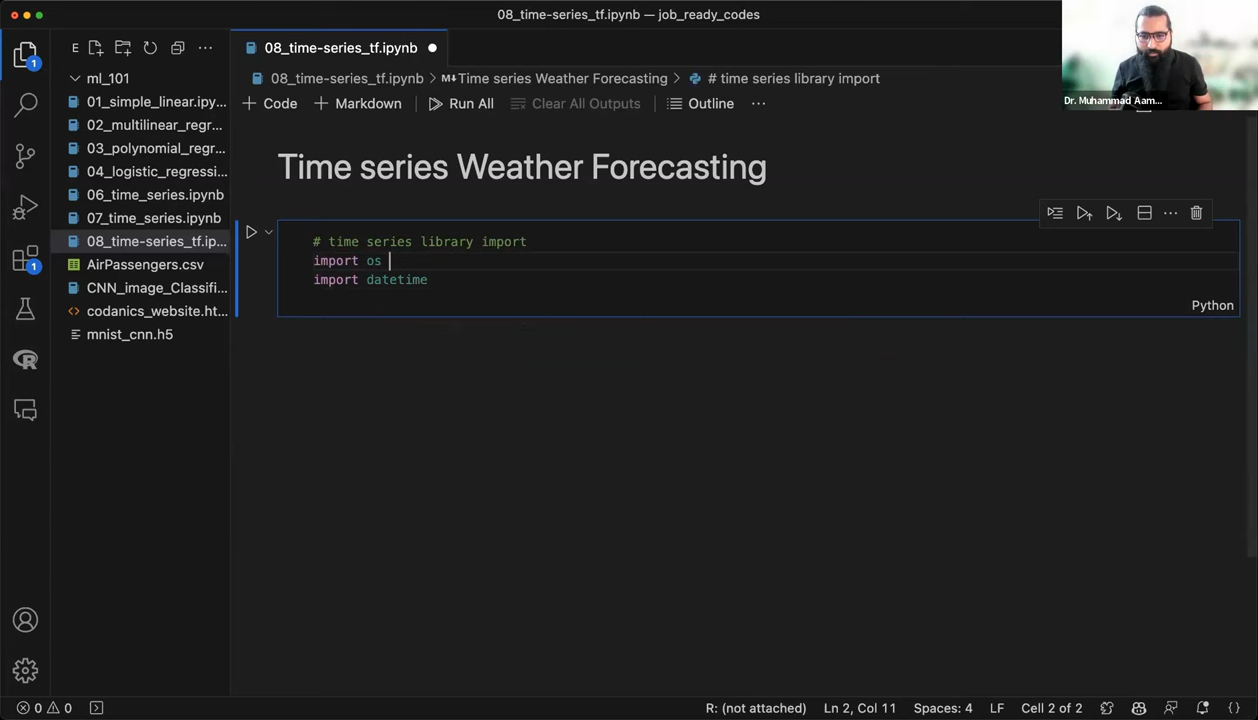 08_time-series_tf.ipynb — job_ready_codes
E
1
08_time-series_tf.ipynb
ml_101
01_simple_linear.ipy...
02_multilinear_regr...
03_polynomial_regr...
04_logistic_regressi...
06_time_series.ipynb
07_time_series.ipynb
08_time-series_tf.ip...
AirPassengers.csv
CNN_image_Classifi...
codanics_website.ht...
mnist_cnn.h5
1
R
08_time-series_tf.ipynb > M↓Time series Weather Forecasting > # time series library import
+ Code + Markdown Run All Clear All Outputs Outline ...
Time series Weather Forecasting
# time series library import
import os
import datetime
Python
Dr. Muhammad Aam...
0 0 R: (not attached) Ln 2, Col 11 Spaces: 4 LF Cell 2 of 2 {}